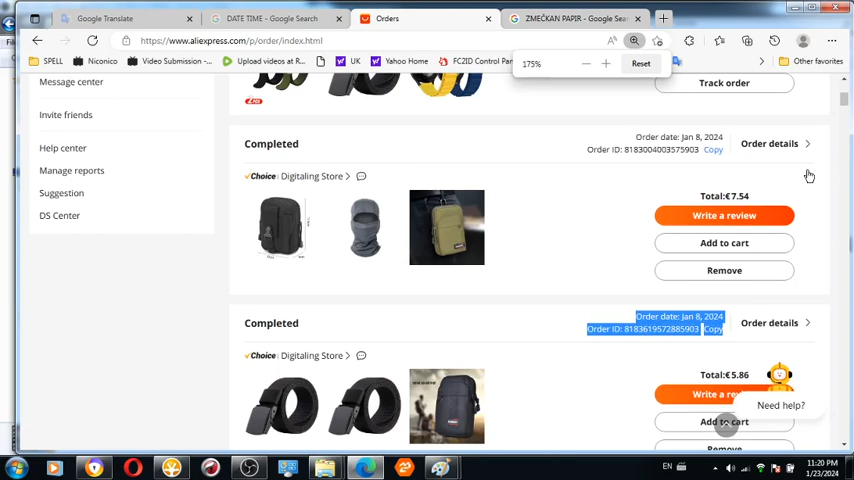 Google Translate
DATE TIME - Google Search
Orders
ZMEČKAN PAPIR - Google Sear
https://www.aliexpress.com/p/order/index.html
SPELL
Niconico
Video Submission -...
Upload videos at R...
UK
Yahoo Home
FC2ID Control Pan
Other favorites
175%
Reset
Message center
Invite friends
Help center
Manage reports
Suggestion
DS Center
Track order
Completed
Order date: Jan 8, 2024
Order ID: 8183004003575903 Copy
Order details
Choice Digitaling Store
Total:€7.54
Write a review
Add to cart
Remove
Completed
Order date: Jan 8, 2024
Order ID: 8183619572885903 Copy
Order details
Choice Digitaling Store
Total:€5.86
Write a re
Need help?
Add to cart
Remove
EN
11:20 PM
1/23/2024